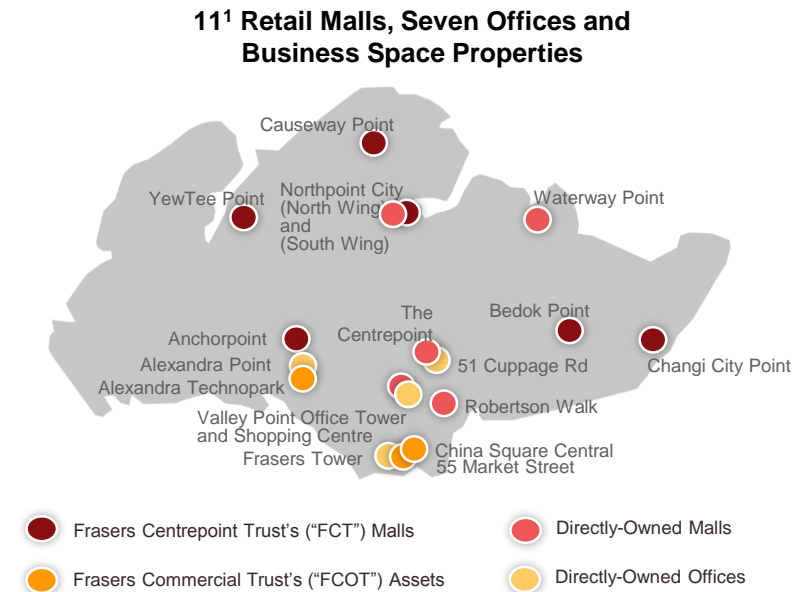 11¹ Retail Malls, Seven Offices and
Business Space Properties
Causeway Point
YewTee Point
Northpoint City
(North Wing)
and
(South Wing)
Waterway Point
The
Centrepoint
Bedok Point
Anchorpoint
Alexandra Point
51 Cuppage Rd
Changi City Point
Alexandra Technopark
Robertson Walk
Valley Point Office Tower
and Shopping Centre
Frasers Tower
China Square Central
55 Market Street
Frasers Centrepoint Trust’s (“FCT”) Malls
Directly-Owned Malls
Frasers Commercial Trust’s (“FCOT”) Assets
Directly-Owned Offices